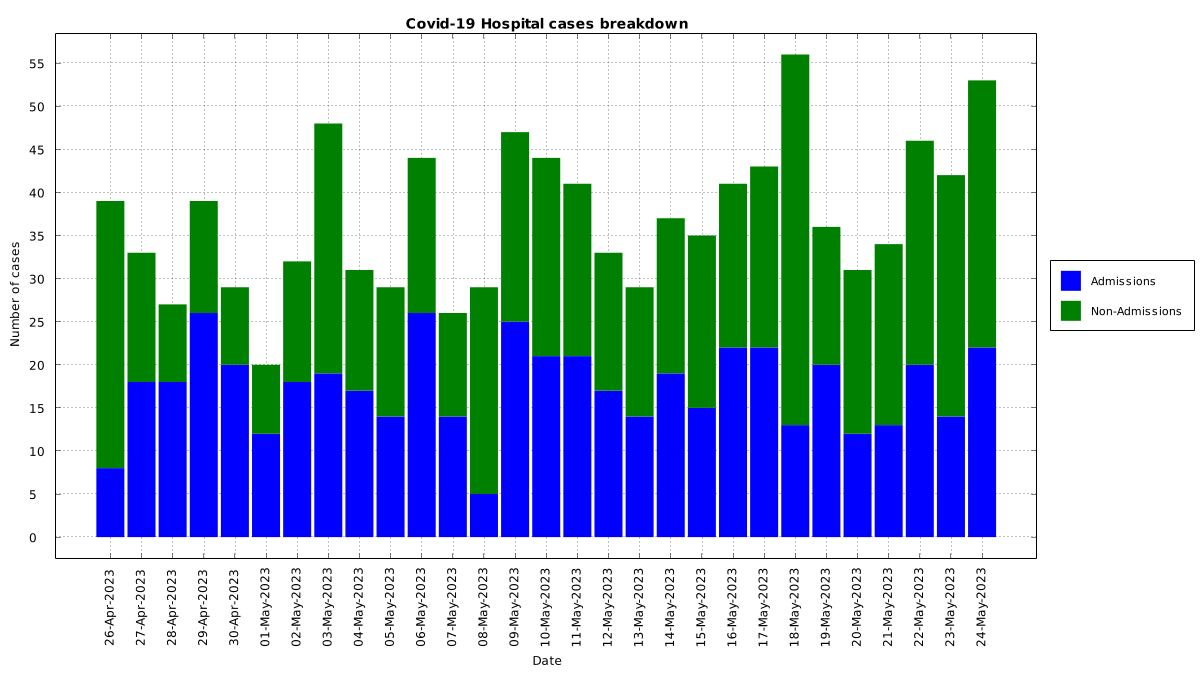 Covid-19 Hospital cases breakdown
55
50
45
40
35
30
25
20
15
10
5
0
Number of cases
26-Apr-2023
27-Apr-2023
28-Apr-2023
29-Apr-2023
30-Apr-2023
01-May-2023
02-May-2023
03-May-2023
04-May-2023
05-May-2023
06-May-2023
07-May-2023
08-May-2023
09-May-2023
10-May-2023
11-May-2023
12-May-2023
13-May-2023
14-May-2023
15-May-2023
16-May-2023
17-May-2023
18-May-2023
19-May-2023
20-May-2023
21-May-2023
22-May-2023
23-May-2023
24-May-2023
Date
Admissions
Non-Admissions